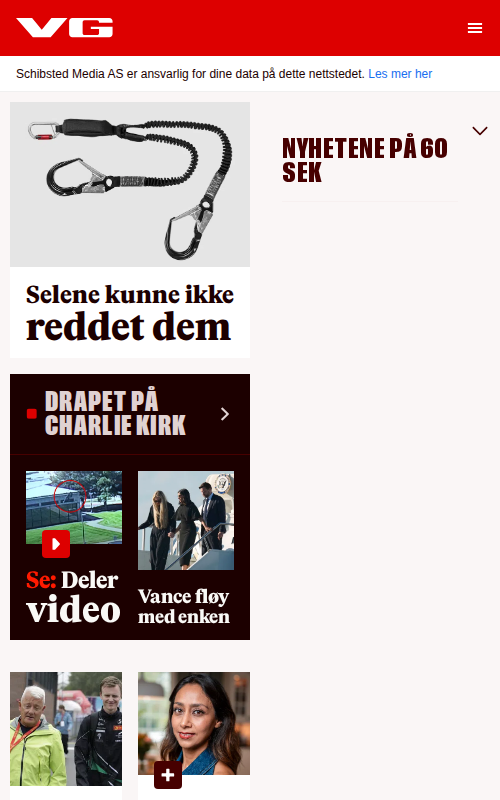 VG
Schibsted Media AS er ansvarlig for dine data på dette nettstedet. Les mer her
Selene kunne ikke
reddet dem
NYHETENE PÅ 60
SEK
DRAPET PÅ
CHARLIE KIRK
Se: Deler
video
Vance fløy
med enken